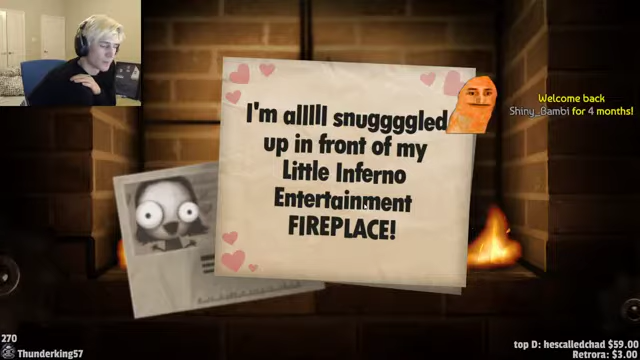 I'm alllll snuggggled
up in front of my
Little Inferno
Entertainment
FIREPLACE!
Welcome back
Shiny_Bambi for 4 months!
270
Thunderking57
top D: hescalledchad $59.00
Retrora: $3.00